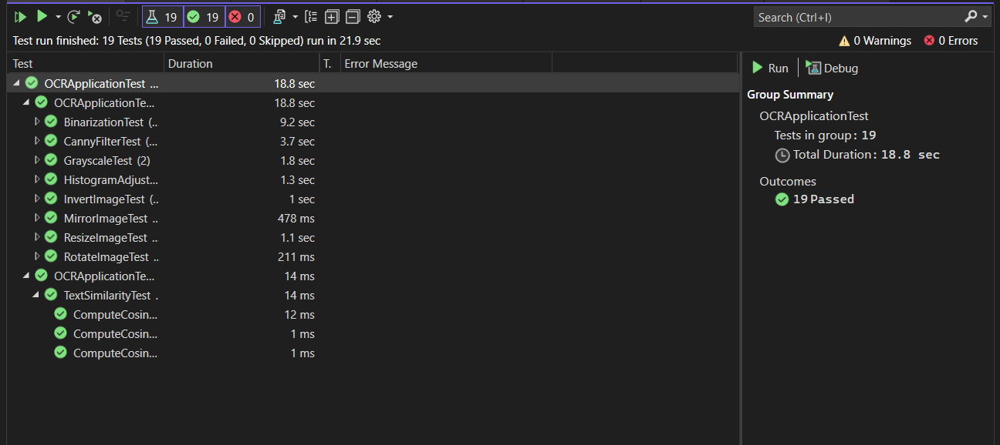 19 19 0
Search (Ctrl+I)
Test run finished: 19 Tests (19 Passed, 0 Failed, 0 Skipped) run in 21.9 sec
0 Warnings 0 Errors
Test Duration T. Error Message
OCRApplicationTest ... 18.8 sec
OCRApplicationTe... 18.8 sec
BinarizationTest (.. 9.2 sec
CannyFilterTest (... 3.7 sec
GrayscaleTest (2) 1.8 sec
HistogramAdjust... 1.3 sec
InvertImageTest (.. 1 sec
MirrorImageTest .. 478 ms
ResizeImageTest .. 1.1 sec
RotateImageTest .. 211 ms
OCRApplicationTe... 14 ms
TextSimilarityTest . 14 ms
ComputeCosin... 12 ms
ComputeCosin... 1 ms
ComputeCosin... 1 ms
Run Debug
Group Summary
OCRApplicationTest
Tests in group: 19
Total Duration: 18.8 sec
Outcomes
19 Passed